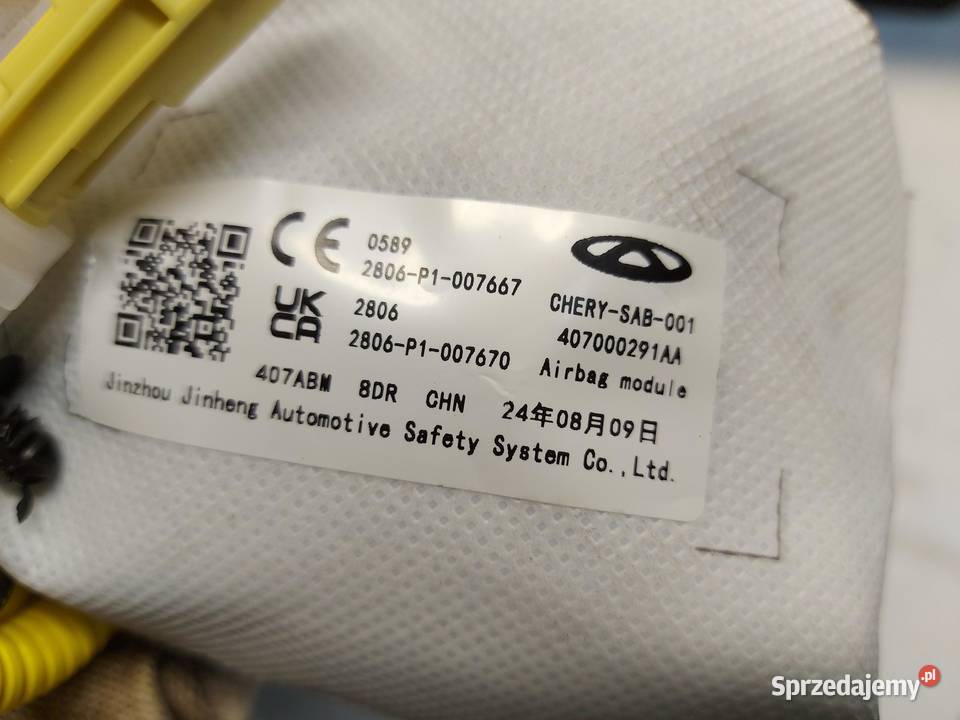 CE 0589
2806-P1-007667
UK
CA
2806
2806-P1-007670
CHERY-SAB-001
407000291AA
Airbag module
407ABM 8DR CHN 24年08月09日
Jinzhou Jinheng Automotive Safety System Co.,Ltd.
Sprzedajemy.pl